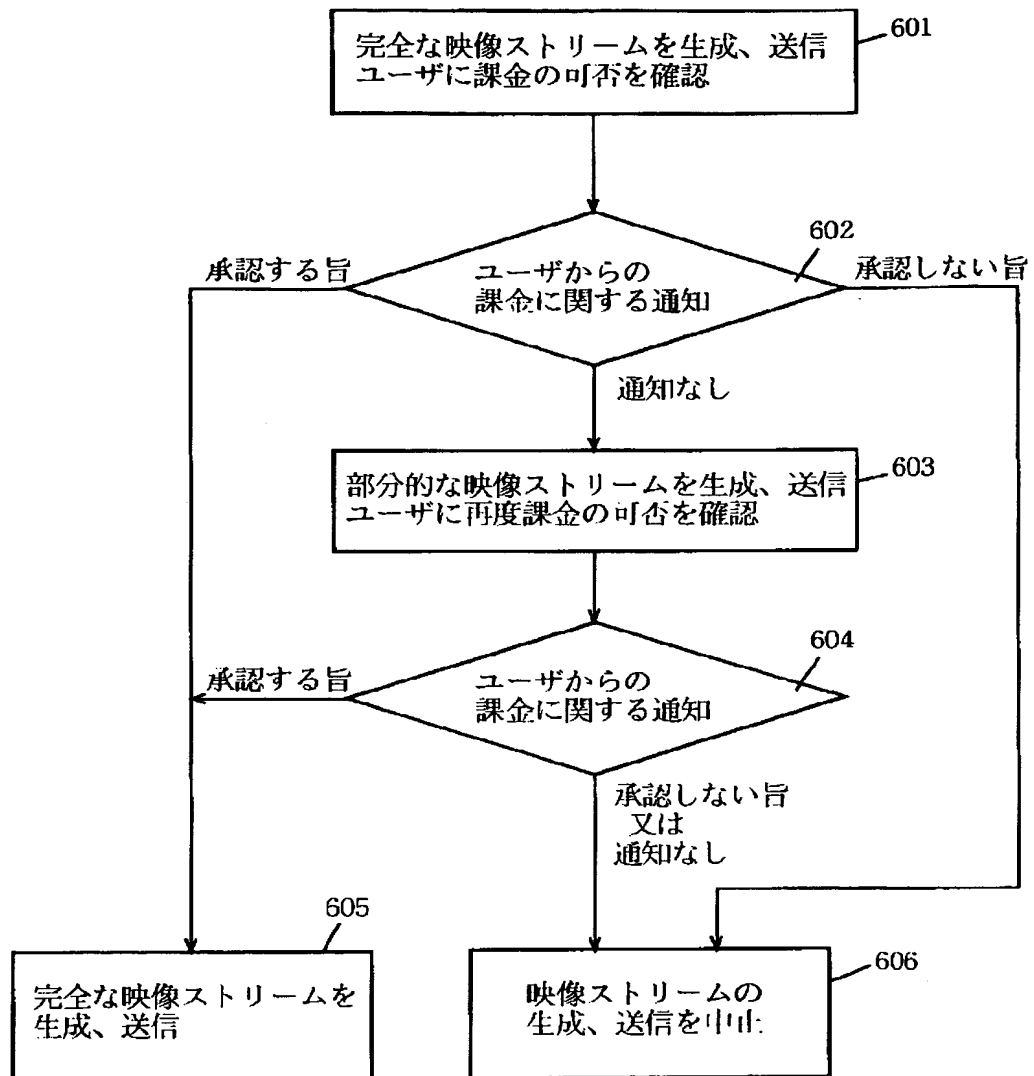 完全な映像ストリームを生成、送信
ユーザに課金の可否を確認
601
602
承認する旨
ユーザからの
課金に関する通知
承認しない旨
通知なし
603
部分的な映像ストリームを生成、送信
ユーザに再度課金の可否を確認
604
承認する旨
ユーザからの
課金に関する通知
承認しない旨
又は
通知なし
605
完全な映像ストリームを
生成、送信
606
映像ストリームの
生成、送信を中止